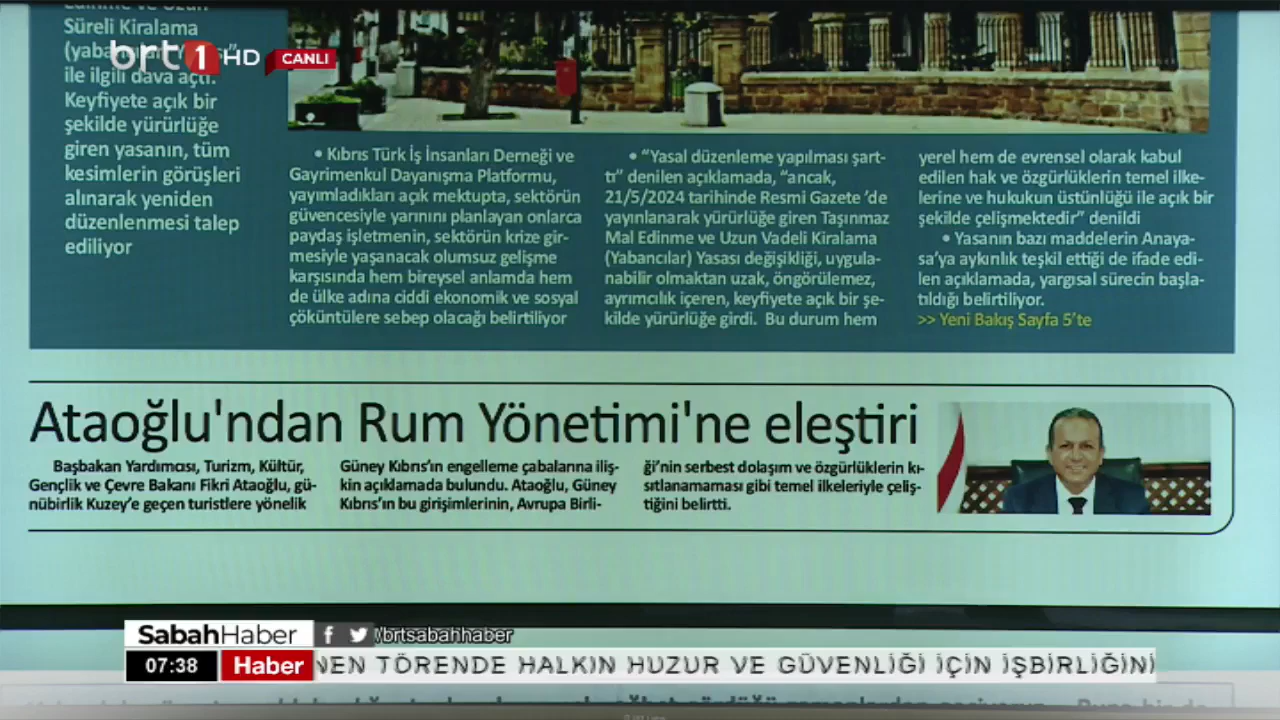 Süreli Kiralama
ile ilgili dava açtı.
Keyfiyete açık bir
şekilde yürürlüğe
giren yasanın, tüm
kesimlerin görüşleri
alınarak yeniden
düzenlenmesi talep
ediliyor
brt 1 HD CANLI
• Kıbrıs Türk İş İnsanları Derneği ve
Gayrimenkul Dayanışma Platformu,
yayımladıkları açık mektupta, sektörün
güvencesiyle yarınını planlayan onlarca
paydaş işletmenin, sektörün krize gir-
mesiyle yaşanacak olumsuz gelişme
karşısında hem bireysel anlamda hem
de ülke adına ciddi ekonomik ve sosyal
çöküntülere sebep olacağı belirtiliyor
• “Yasal düzenleme yapılması şart-
tı” denilen açıklamada, “ancak,
21/5/2024 tarihinde Resmi Gazete ’de
yayınlanarak yürürlüğe giren Taşınmaz
Mal Edinme ve Uzun Vadeli Kiralama
(Yabancılar) Yasası değişikliği, uygula-
nabilir olmaktan uzak, öngörülemez,
ayrımcılık içeren, keyfiyete açık bir şe-
kilde yürürlüğe girdi. Bu durum hem
yerel hem de evrensel olarak kabul
edilen hak ve özgürlüklerin temel ilke-
lerine ve hukukun üstünlüğü ile açık bir
şekilde çelişmektedir” denildi
• Yasanın bazı maddelerin Anaya-
sa’ya aykınlık teşkil ettiği de ifade edi-
len açıklamada, yargısal sürecin başla-
tıldığı belirtiliyor.
>> Yeni Bakış Sayfa 5’te
Ataoğlu'ndan Rum Yönetimi'ne eleştiri
Başbakan Yardımcısı, Turizm, Kültür,
Gençlik ve Çevre Bakanı Fikri Ataoğlu, gü-
nübirlik Kuzey’e geçen turistlere yönelik
Güney Kıbrıs’ın engelleme çabalarına iliş-
kin açıklamada bulundu. Ataoğlu, Güney
Kıbrıs’ın bu girişimlerinin, Avrupa Birli-
ği’nin serbest dolaşım ve özgürlüklerin kı-
sıtlanamaması gibi temel ilkeleriyle çeliş-
tiğini belirtti.
SabahHaber /brtsabahhaber
07:38 Haber NEN TÖRENDE HALKIN HUZUR VE GÜVENLİĞİ İÇİN İŞBİRLİĞİNİ